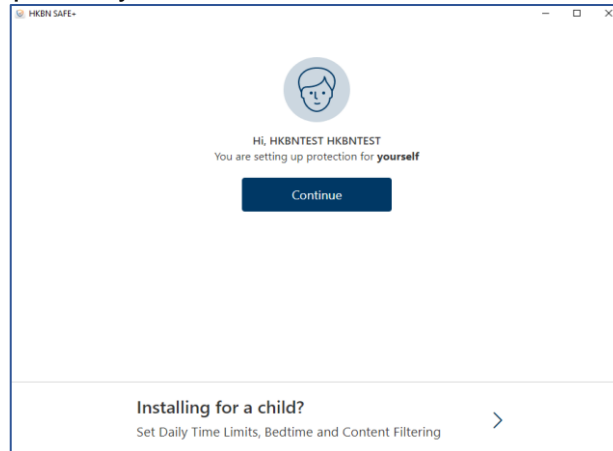 HKBN SAFE+
Hi, HKBNTEST HKBNTEST
You are setting up protection for yourself
Continue
Installing for a child?
Set Daily Time Limits, Bedtime and Content Filtering